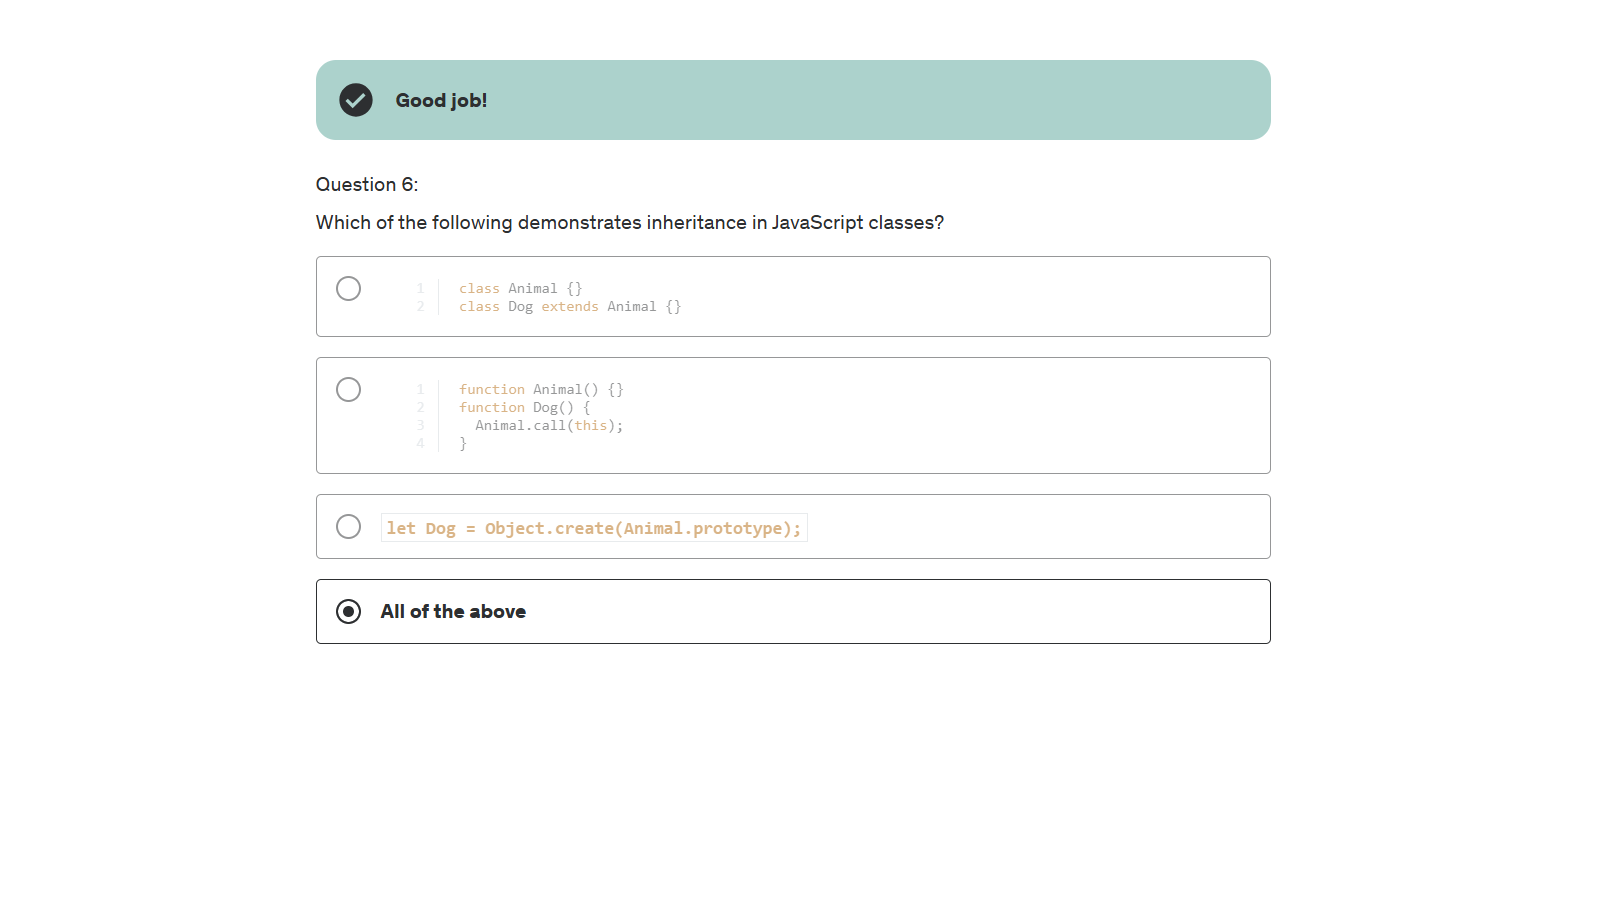 Good job!
Question 6:
Which of the following demonstrates inheritance in JavaScript classes?
1 class Animal {}
2 class Dog extends Animal {}
1 function Animal() {}
2 function Dog() {
3   Animal.call(this);
4 }
let Dog = Object.create(Animal.prototype);
All of the above